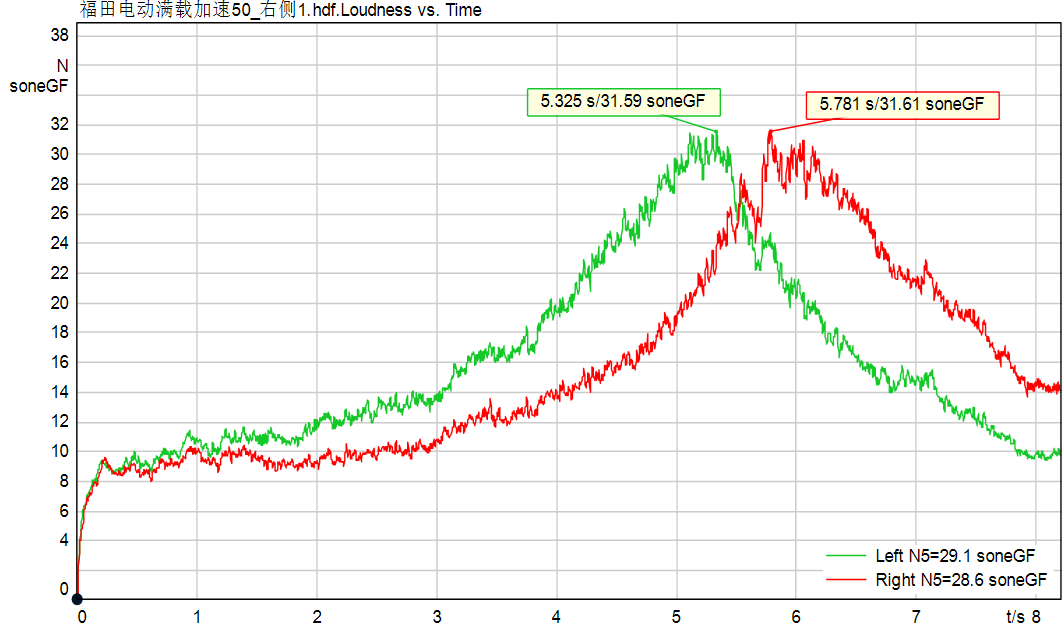 福田电动满载加速50_右侧1.hdf.Loudness vs. Time
38
N
soneGF
32
30
28
26
24
22
20
18
16
14
12
10
8
6
4
0
5.325 s/31.59 soneGF
5.781 s/31.61 soneGF
Left N5=29.1 soneGF
Right N5=28.6 soneGF
0 1 2 3 4 5 6 7 t/s 8